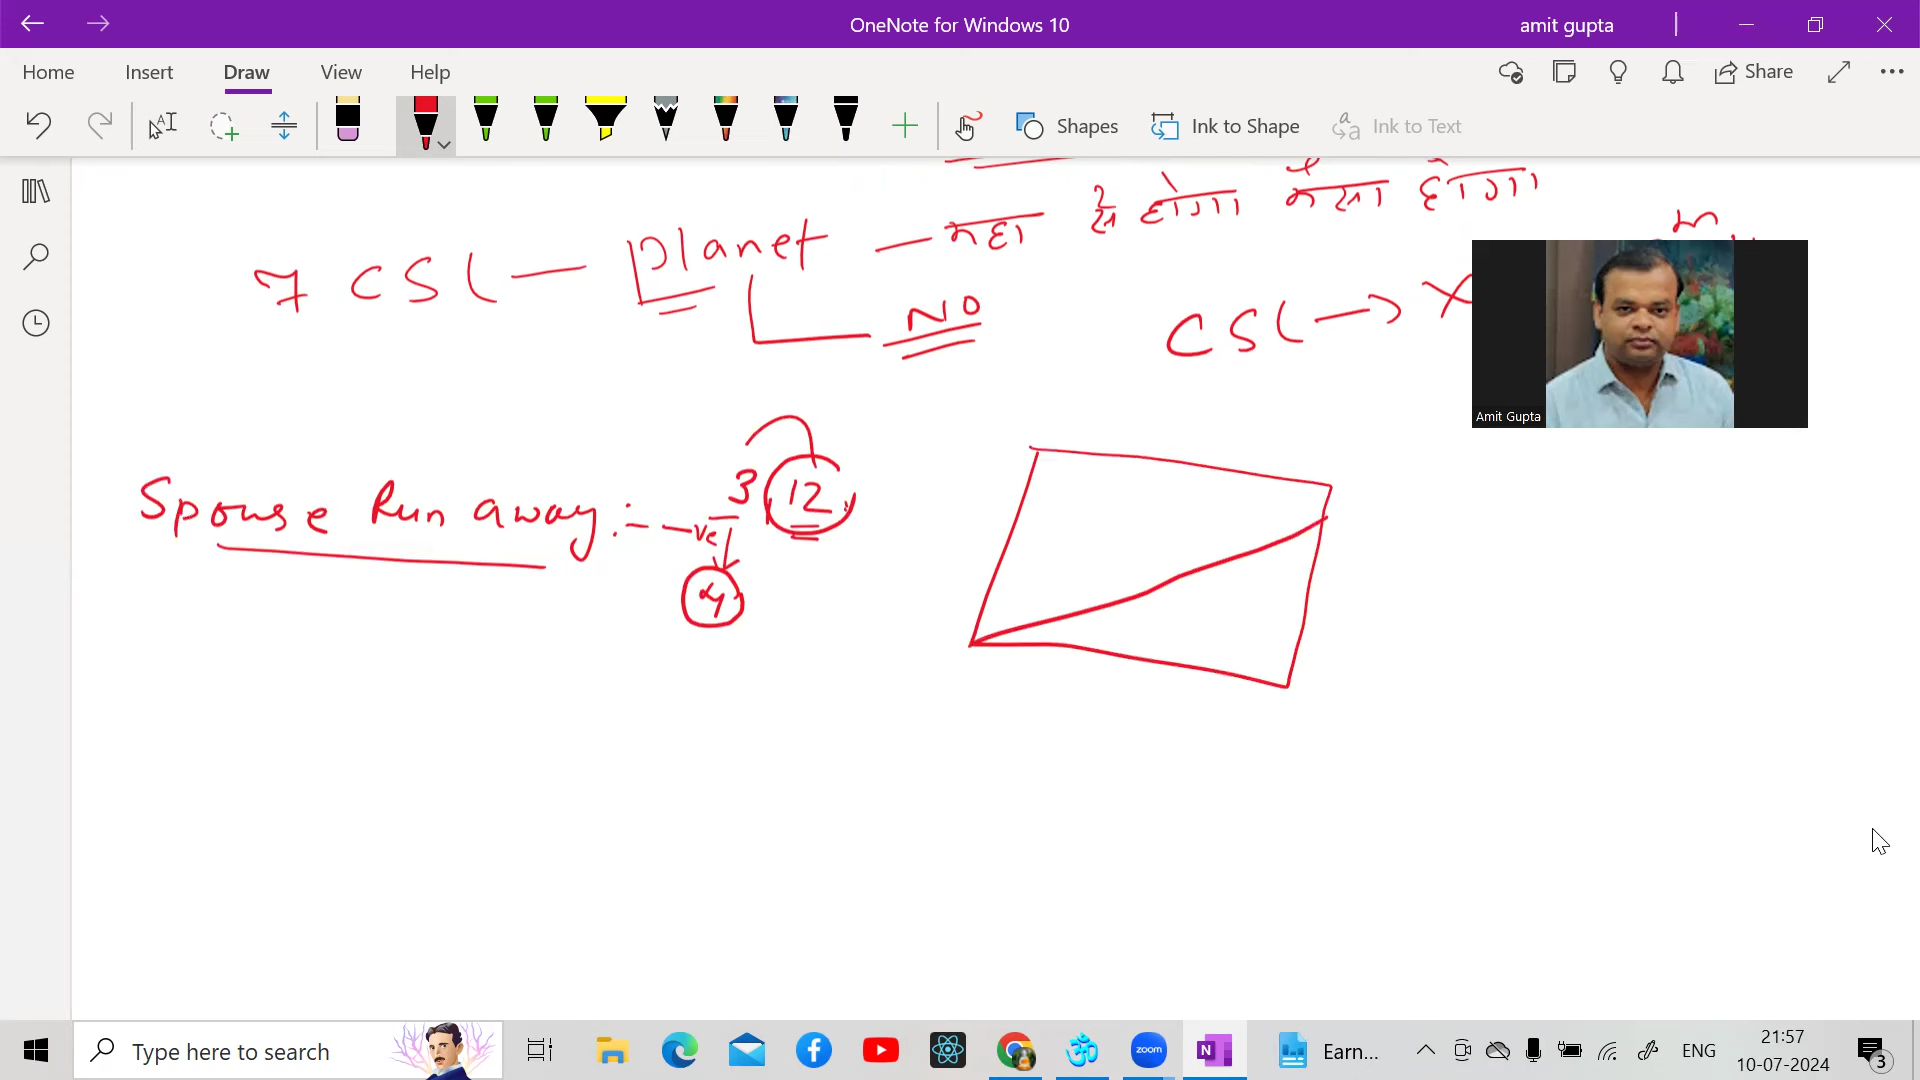 OneNote for Windows 10
amit gupta
Home Insert Draw View Help
Share
Shapes
Ink to Shape
Ink to Text
होगा
7 CSL — Planet —
NO
CSL → X
Amit Gupta
Spouse Run away :- -ve 3 12
4
Type here to search
zoom
Earn...
ENG
21:57
10-07-2024
3